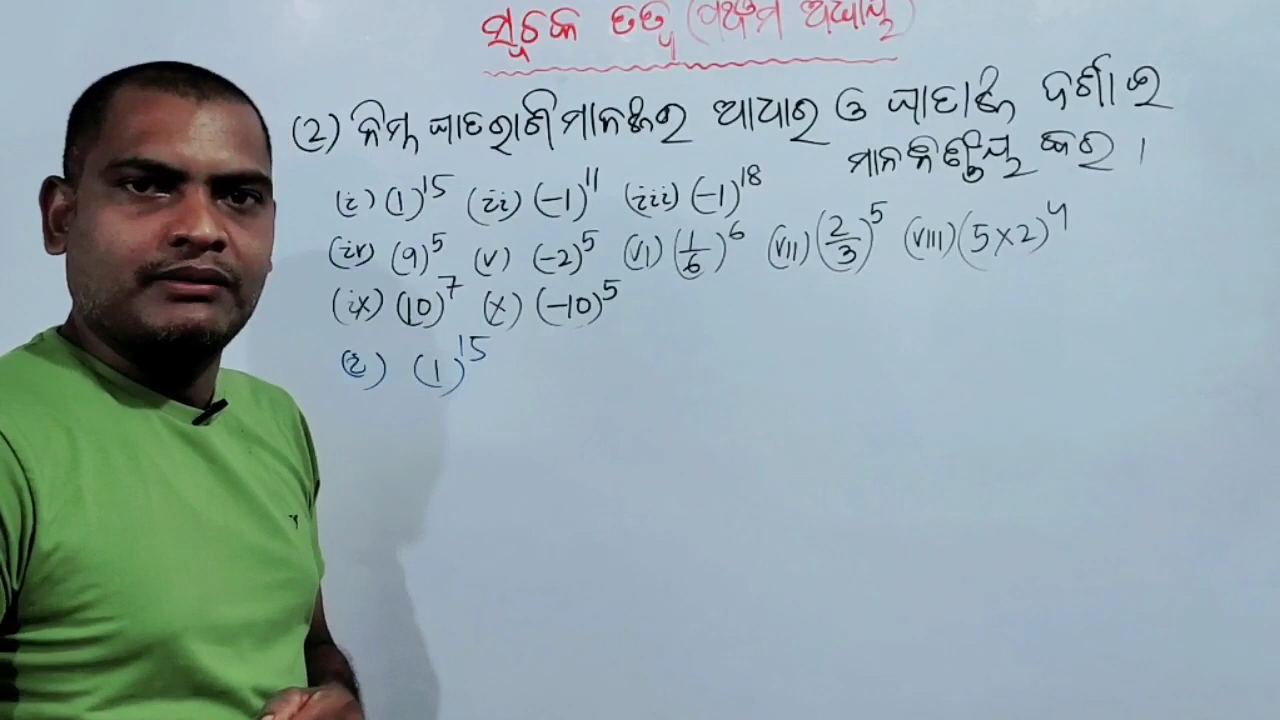 ସୂଚକ ତତ୍ତ୍ୱ (ପଞ୍ଚମ ଅଧ୍ୟାୟ)
(2) ନିମ୍ନ ଘାତରାଶିମାନଙ୍କର ଆଧାର ଓ ଘାତାଙ୍କ ଦର୍ଶାଇ
ମାନ ନିର୍ଣ୍ଣୟ କର ।
(i) (1)^15 (ii) (-1)^11 (iii) (-1)^18
(iv) (9)^5 (v) (-2)^5 (VI) (1/6)^6 (VII) (2/3)^5 (VIII) (5×2)^4
(ix) (10)^7 (x) (-10)^5
(i) (1)^15